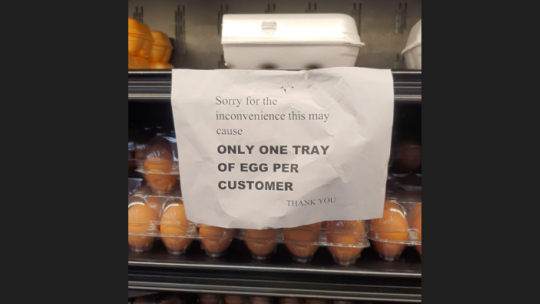 Sorry for the
inconvenience this may
cause
ONLY ONE TRAY
OF EGG PER
CUSTOMER
THANK YOU